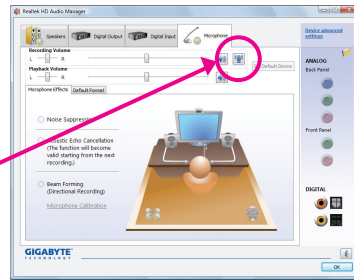 Realtek HD Audio Manager
Speakers
Digital Output
Digital Input
Microphone
Device advanced
settings
Recording Volume
L
R
Default Device
Playback Volume
L
R
ANALOG
Back Panel
Microphone Effects
Default Format
Noise Suppression
Acoustic Echo Cancellation
(The function will become
valid starting from the next
recording.)
Front Panel
Beam Forming
(Directional Recording)
Microphone Calibration
DIGITAL
GIGABYTE
TECHNOLOGY
i
OK